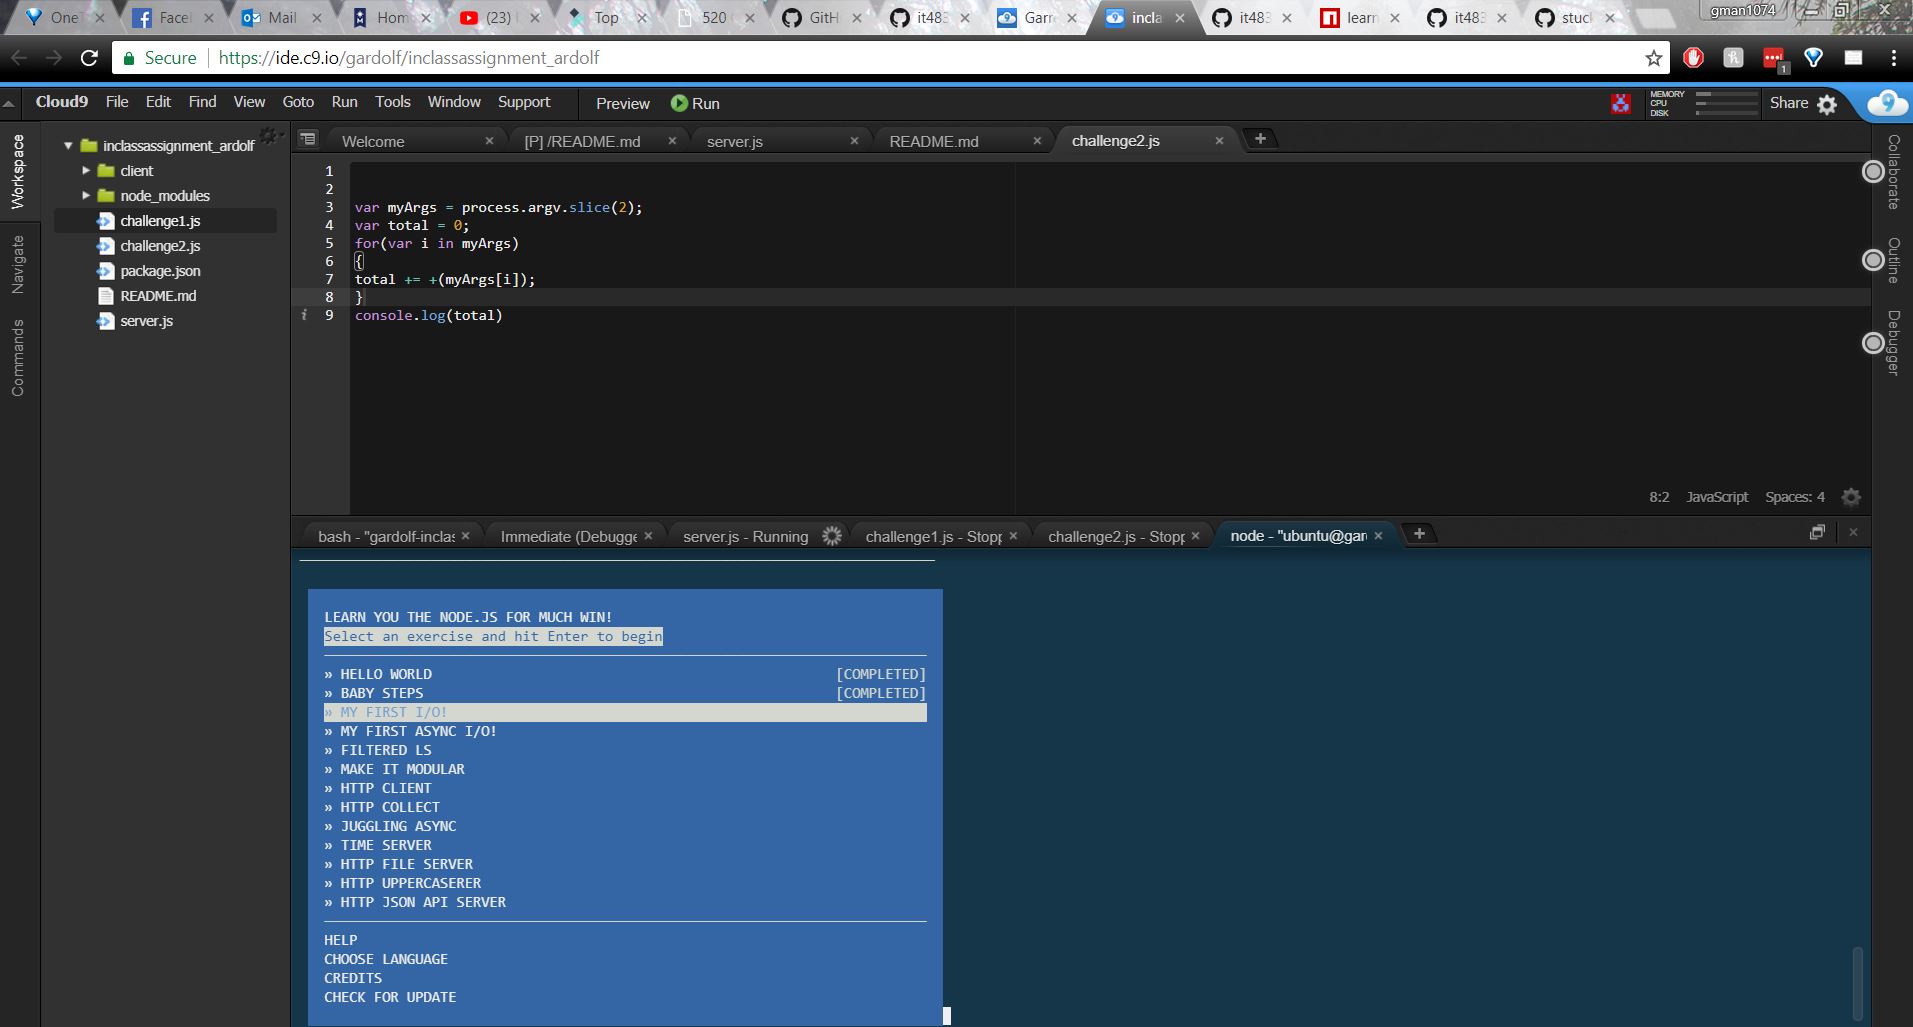 One
Face
Mail
Hom
(23)
Top
520
GitH
it483
Garr
incla
it483
learn
it483
stuc
gman1074
Secure
https://ide.c9.io/gardolf/inclassassignment_ardolf
1
Cloud9 File Edit Find View Goto Run Tools Window Support Preview Run
MEMORY
CPU
DISK
Share
Workspace
Navigate
Commands
inclassassignment_ardolf
client
node_modules
challenge1.js
challenge2.js
package.json
README.md
server.js
Welcome
[P] /README.md
server.js
README.md
challenge2.js
1
2
3 var myArgs = process.argv.slice(2);
4 var total = 0;
5 for(var i in myArgs)
6 {
7 total += +(myArgs[i]);
8 }
9 console.log(total)
8:2 JavaScript Spaces: 4
Collaborate
Outline
Debugger
bash - "gardolf-inclas
Immediate (Debugge
server.js - Running
challenge1.js - Stopp
challenge2.js - Stopp
node - "ubuntu@gar
LEARN YOU THE NODE.JS FOR MUCH WIN!
Select an exercise and hit Enter to begin
» HELLO WORLD [COMPLETED]
» BABY STEPS [COMPLETED]
» MY FIRST I/O!
» MY FIRST ASYNC I/O!
» FILTERED LS
» MAKE IT MODULAR
» HTTP CLIENT
» HTTP COLLECT
» JUGGLING ASYNC
» TIME SERVER
» HTTP FILE SERVER
» HTTP UPPERCASERER
» HTTP JSON API SERVER
HELP
CHOOSE LANGUAGE
CREDITS
CHECK FOR UPDATE